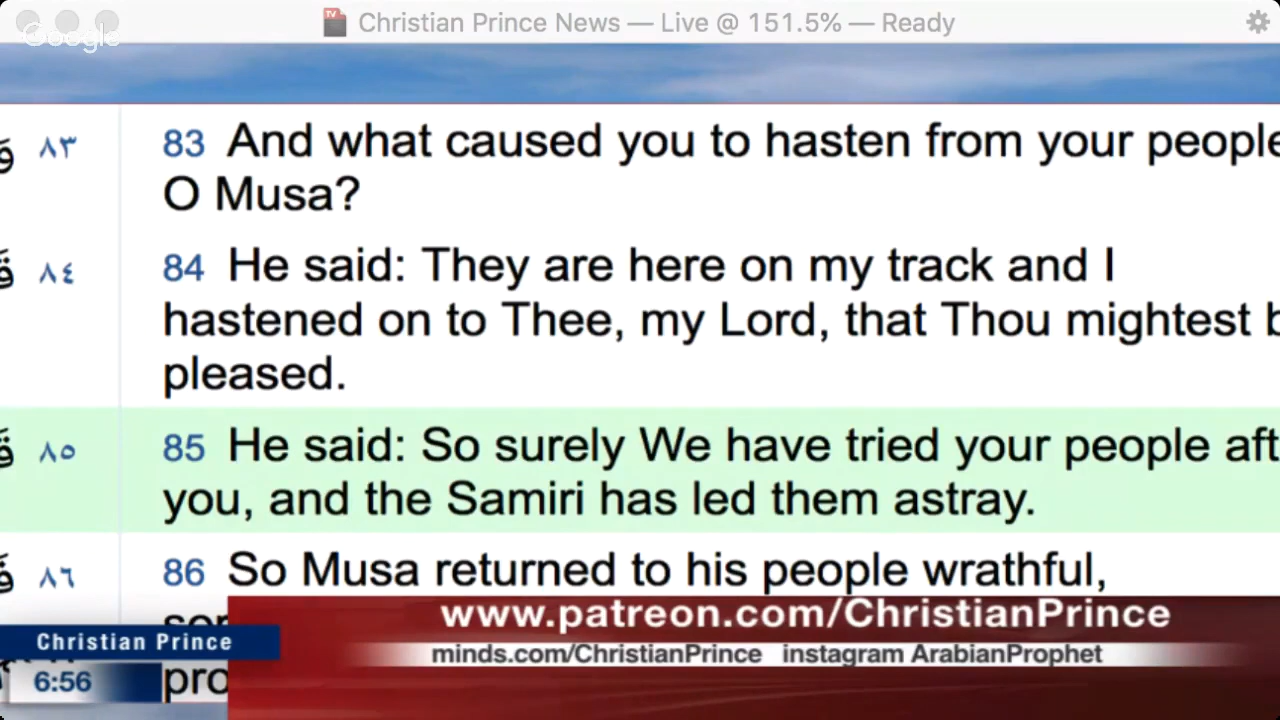 Christian Prince News — Live @ 151.5% — Ready
Google
٨٣ 83 And what caused you to hasten from your people
O Musa?
٨٤ 84 He said: They are here on my track and I
hastened on to Thee, my Lord, that Thou mightest b
pleased.
٨٥ 85 He said: So surely We have tried your people aft
you, and the Samiri has led them astray.
٨٦ 86 So Musa returned to his people wrathful,
www.patreon.com/ChristianPrince
Christian Prince
minds.com/ChristianPrince instagram ArabianProphet
6:56
pro